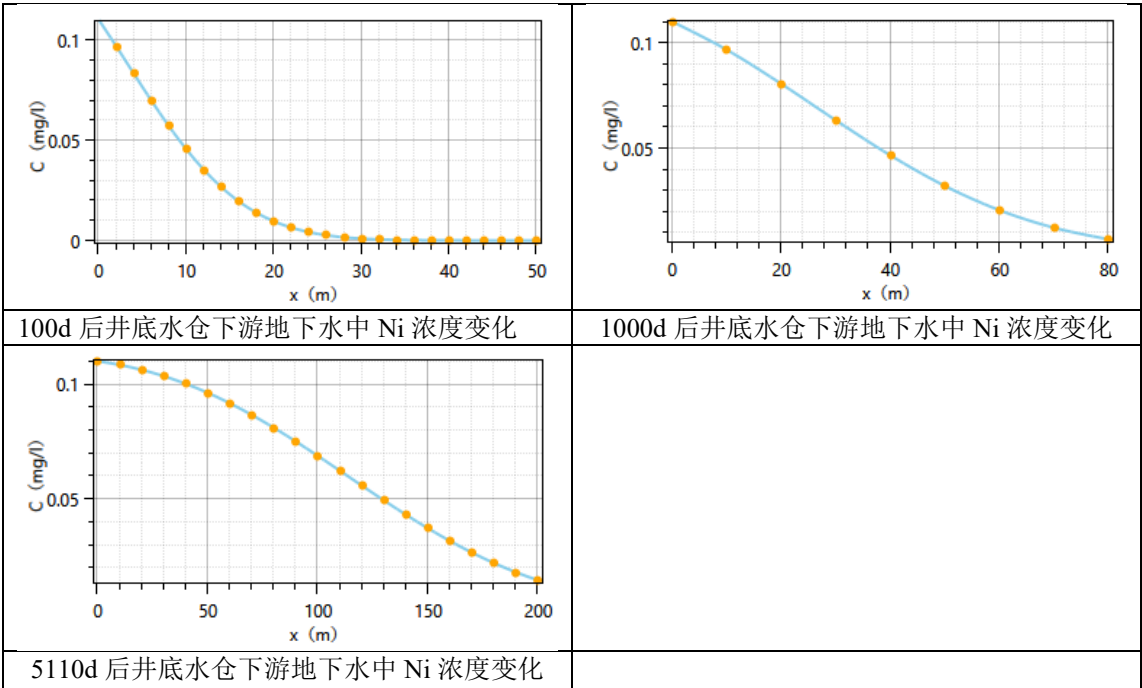 0.1
0.05
0
C（mg/l）
0 10 20 30 40 50
x（m）
0.1
0.05
C（mg/l）
0 20 40 60 80
x（m）
100d 后井底水仓下游地下水中 Ni 浓度变化
1000d 后井底水仓下游地下水中 Ni 浓度变化
0.1
0.05
C（mg/l）
0 50 100 150 200
x（m）
5110d 后井底水仓下游地下水中 Ni 浓度变化